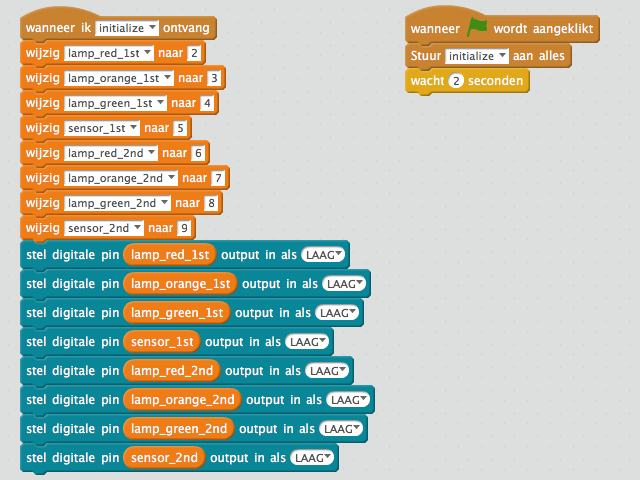 wanneer ik initialize ontvang
wijzig lamp_red_1st naar 2
wijzig lamp_orange_1st naar 3
wijzig lamp_green_1st naar 4
wijzig sensor_1st naar 5
wijzig lamp_red_2nd naar 6
wijzig lamp_orange_2nd naar 7
wijzig lamp_green_2nd naar 8
wijzig sensor_2nd naar 9
stel digitale pin lamp_red_1st output in als LAAG
stel digitale pin lamp_orange_1st output in als LAAG
stel digitale pin lamp_green_1st output in als LAAG
stel digitale pin sensor_1st output in als LAAG
stel digitale pin lamp_red_2nd output in als LAAG
stel digitale pin lamp_orange_2nd output in als LAAG
stel digitale pin lamp_green_2nd output in als LAAG
stel digitale pin sensor_2nd output in als LAAG
wanneer wordt aangeklikt
Stuur initialize aan alles
wacht 2 seconden